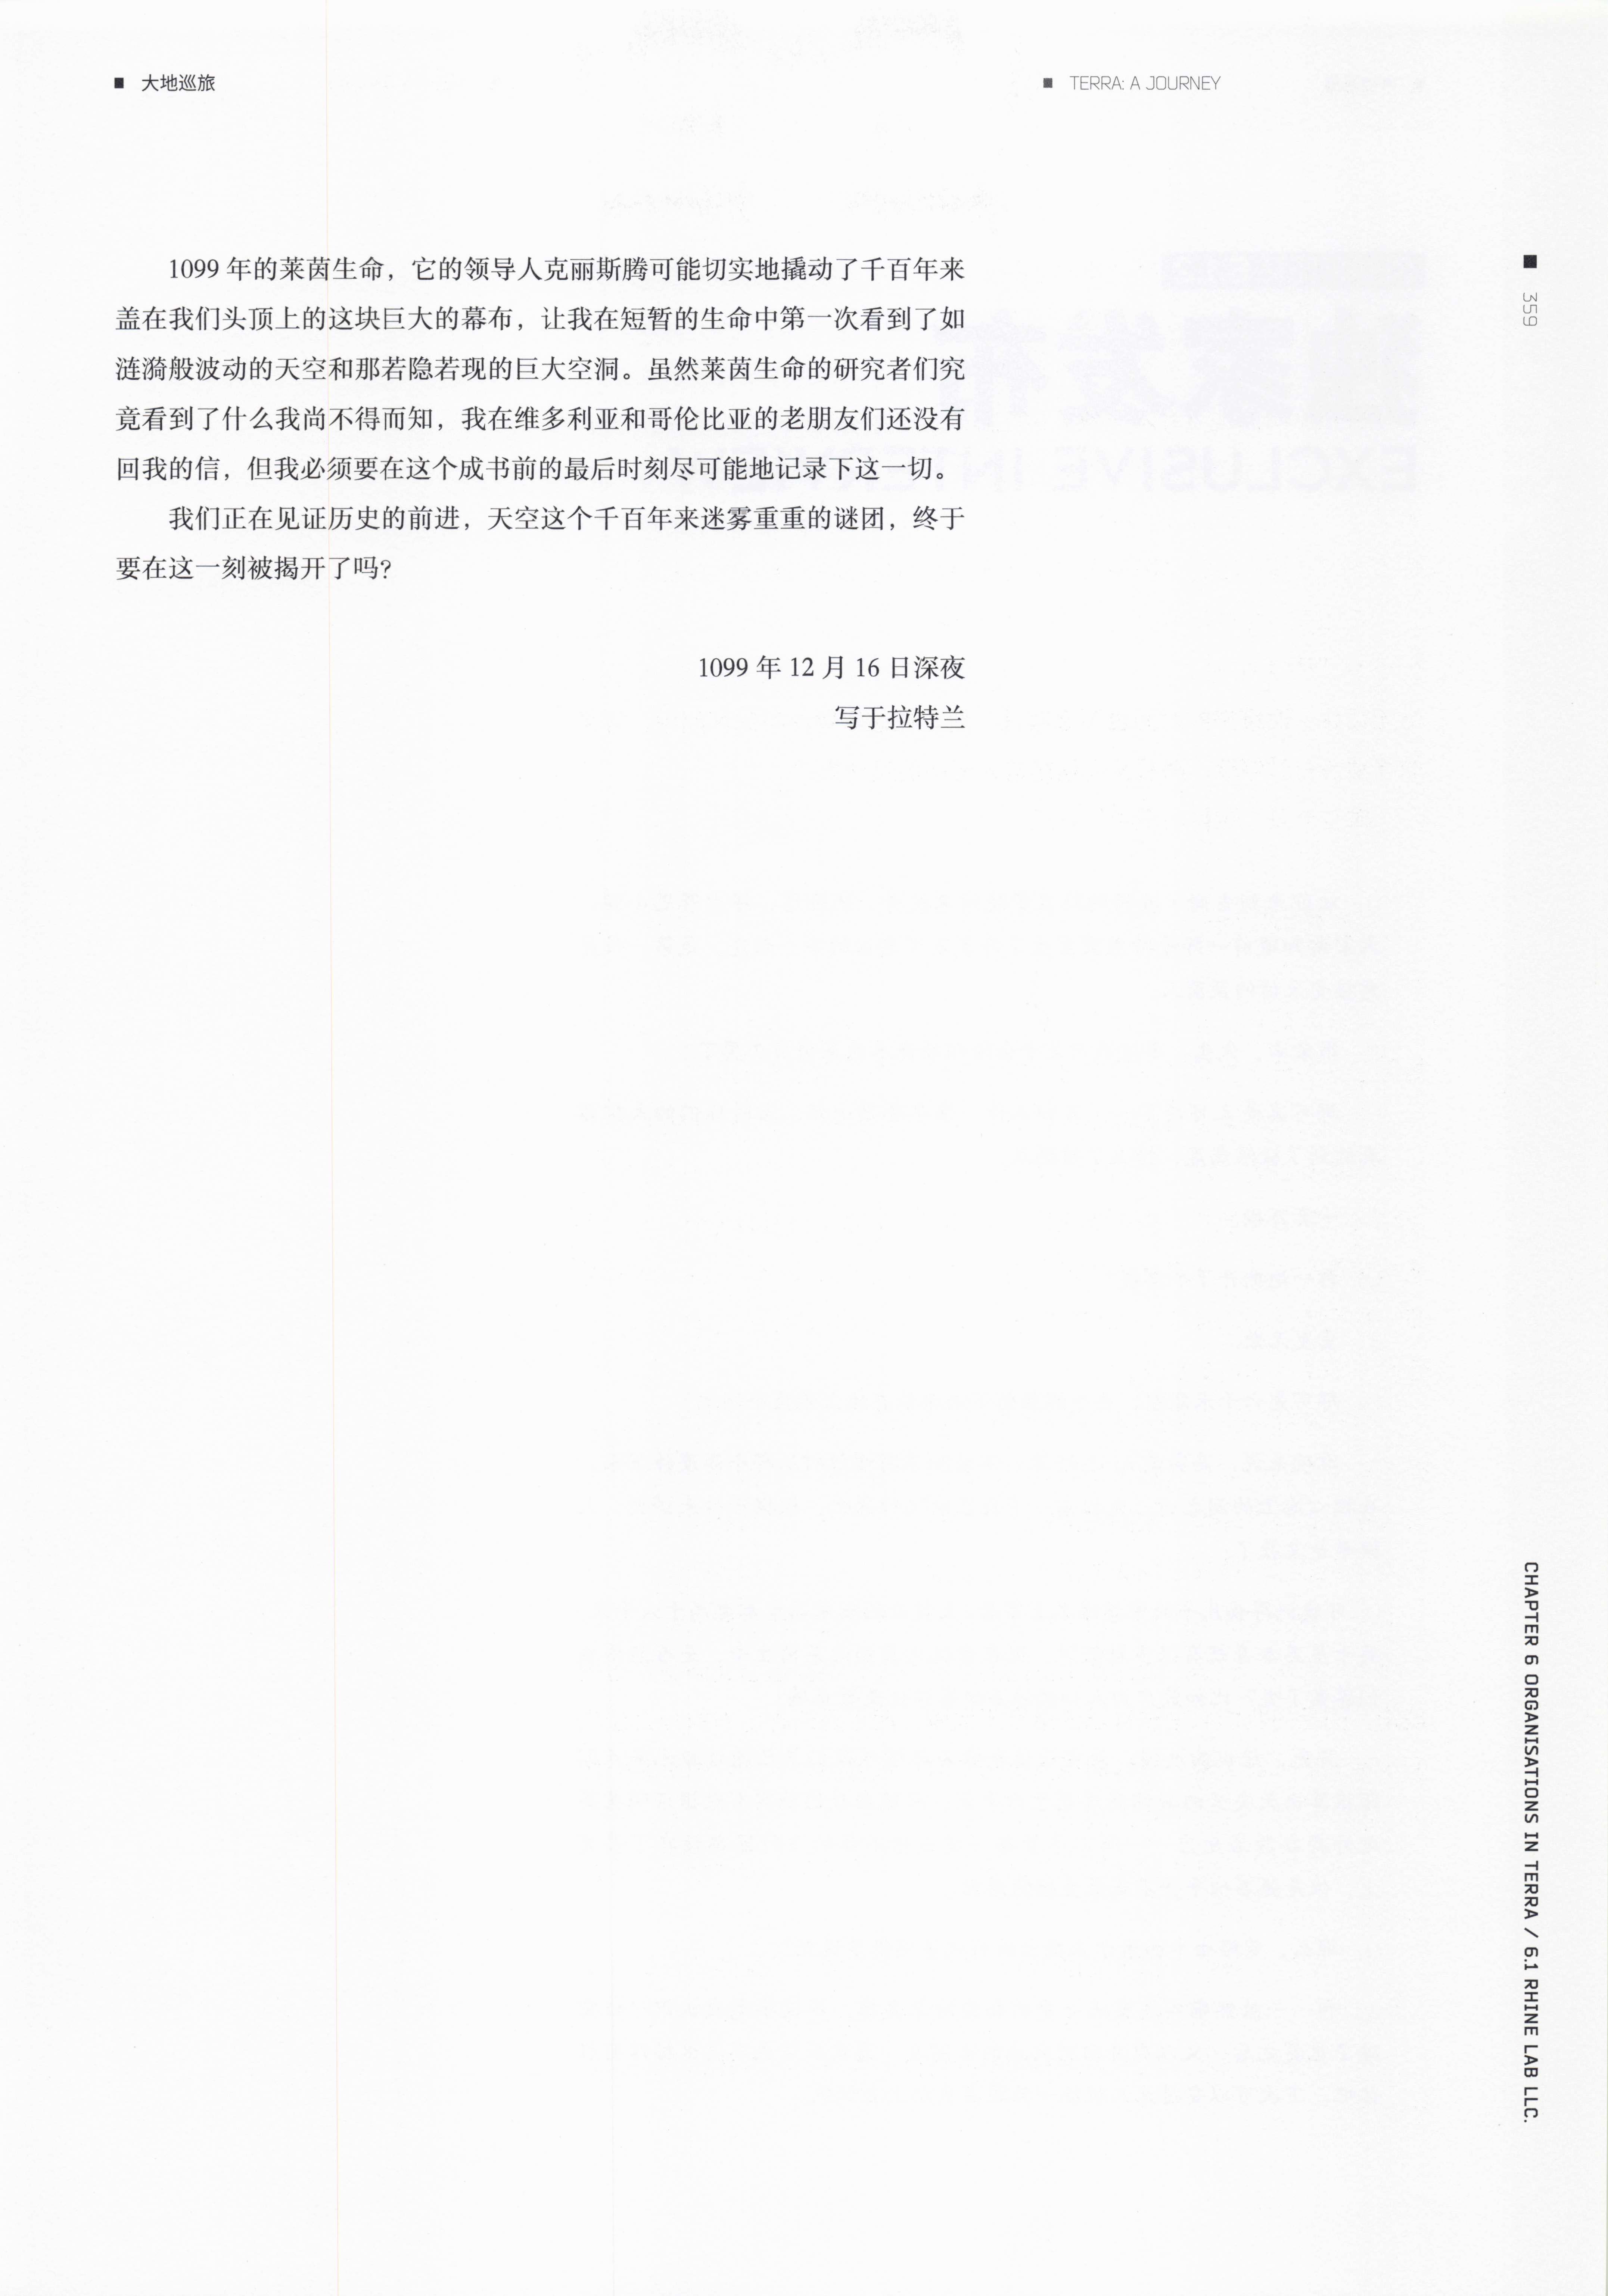 ■ 大地巡旅
■ TERRA: A JOURNEY
1099 年的莱茵生命，它的领导人克丽斯腾可能切实地撬动了千百年来
盖在我们头顶上的这块巨大的幕布，让我在短暂的生命中第一次看到了如
涟漪般波动的天空和那若隐若现的巨大空洞。虽然莱茵生命的研究者们究
竟看到了什么我尚不得而知，我在维多利亚和哥伦比亚的老朋友们还没有
回我的信，但我必须要在这个成书前的最后时刻尽可能地记录下这一切。
我们正在见证历史的前进，天空这个千百年来迷雾重重的谜团，终于
要在这一刻被揭开了吗？
1099 年 12 月 16 日深夜
写于拉特兰
■ 359
CHAPTER 6 ORGANISATIONS IN TERRA / 6.1 RHINE LAB LLC.